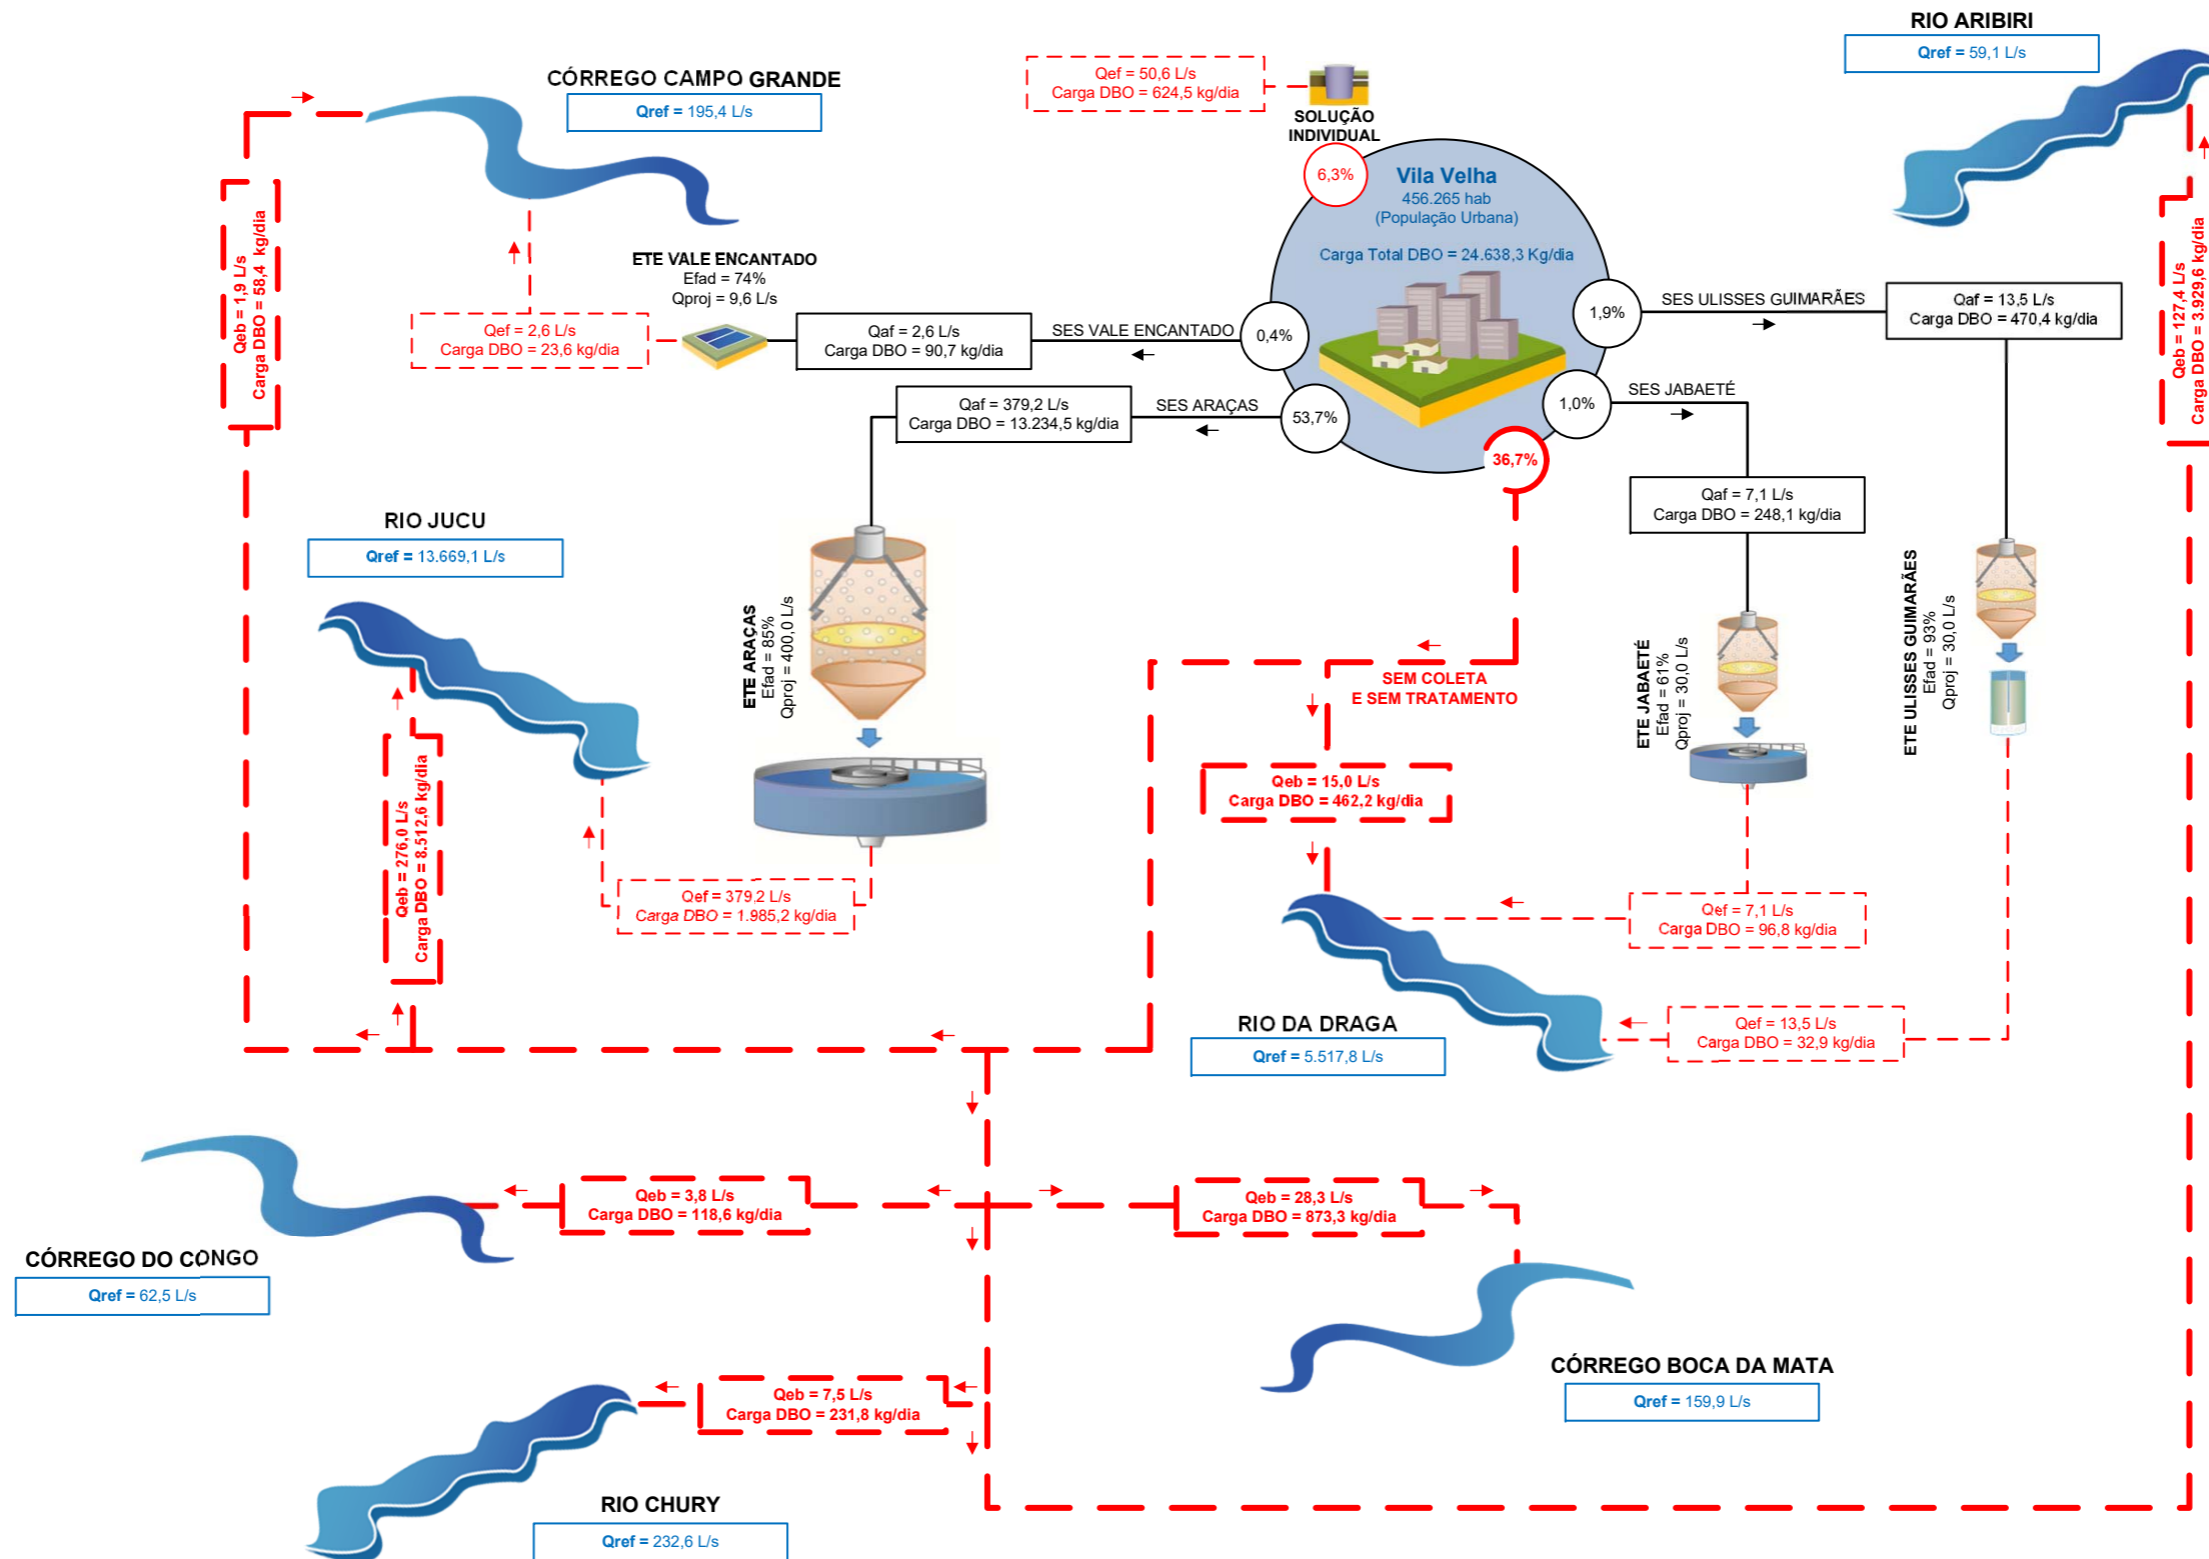 RIO ARIBIRI
Qref = 59,1 L/s
CÓRREGO CAMPO GRANDE
Qref = 195,4 L/s
Qef = 50,6 L/s
Carga DBO = 624,5 kg/dia
SOLUÇÃO
INDIVIDUAL
6,3%
Vila Velha
456.265 hab
(População Urbana)
Carga Total DBO = 24.638,3 Kg/dia
Qeb = 1,9 L/s
Carga DBO = 58,4 kg/dia
ETE VALE ENCANTADO
Efad = 74%
Qproj = 9,6 L/s
Qef = 2,6 L/s
Carga DBO = 23,6 kg/dia
Qaf = 2,6 L/s
Carga DBO = 90,7 kg/dia
SES VALE ENCANTADO
0,4%
1,9%
SES ULISSES GUIMARÃES
Qaf = 13,5 L/s
Carga DBO = 470,4 kg/dia
Qeb = 127,4 L/s
Carga DBO = 3.929,6 kg/dia
Qaf = 379,2 L/s
Carga DBO = 13.234,5 kg/dia
SES ARAÇAS
53,7%
1,0%
SES JABAETÉ
36,7%
Qaf = 7,1 L/s
Carga DBO = 248,1 kg/dia
RIO JUCU
Qref = 13.669,1 L/s
ETE ARAÇAS
Efad = 85%
Qproj = 400,0 L/s
SEM COLETA
E SEM TRATAMENTO
ETE JABAETÉ
Efad = 61%
Qproj = 30,0 L/s
ETE ULISSES GUIMARÃES
Efad = 93%
Qproj = 30,0 L/s
Qeb = 276,0 L/s
Carga DBO = 8.512,6 kg/dia
Qeb = 15,0 L/s
Carga DBO = 462,2 kg/dia
Qef = 379,2 L/s
Carga DBO = 1.985,2 kg/dia
Qef = 7,1 L/s
Carga DBO = 96,8 kg/dia
RIO DA DRAGA
Qref = 5.517,8 L/s
Qef = 13,5 L/s
Carga DBO = 32,9 kg/dia
Qeb = 3,8 L/s
Carga DBO = 118,6 kg/dia
Qeb = 28,3 L/s
Carga DBO = 873,3 kg/dia
CÓRREGO DO CONGO
Qref = 62,5 L/s
CÓRREGO BOCA DA MATA
Qref = 159,9 L/s
Qeb = 7,5 L/s
Carga DBO = 231,8 kg/dia
RIO CHURY
Qref = 232,6 L/s